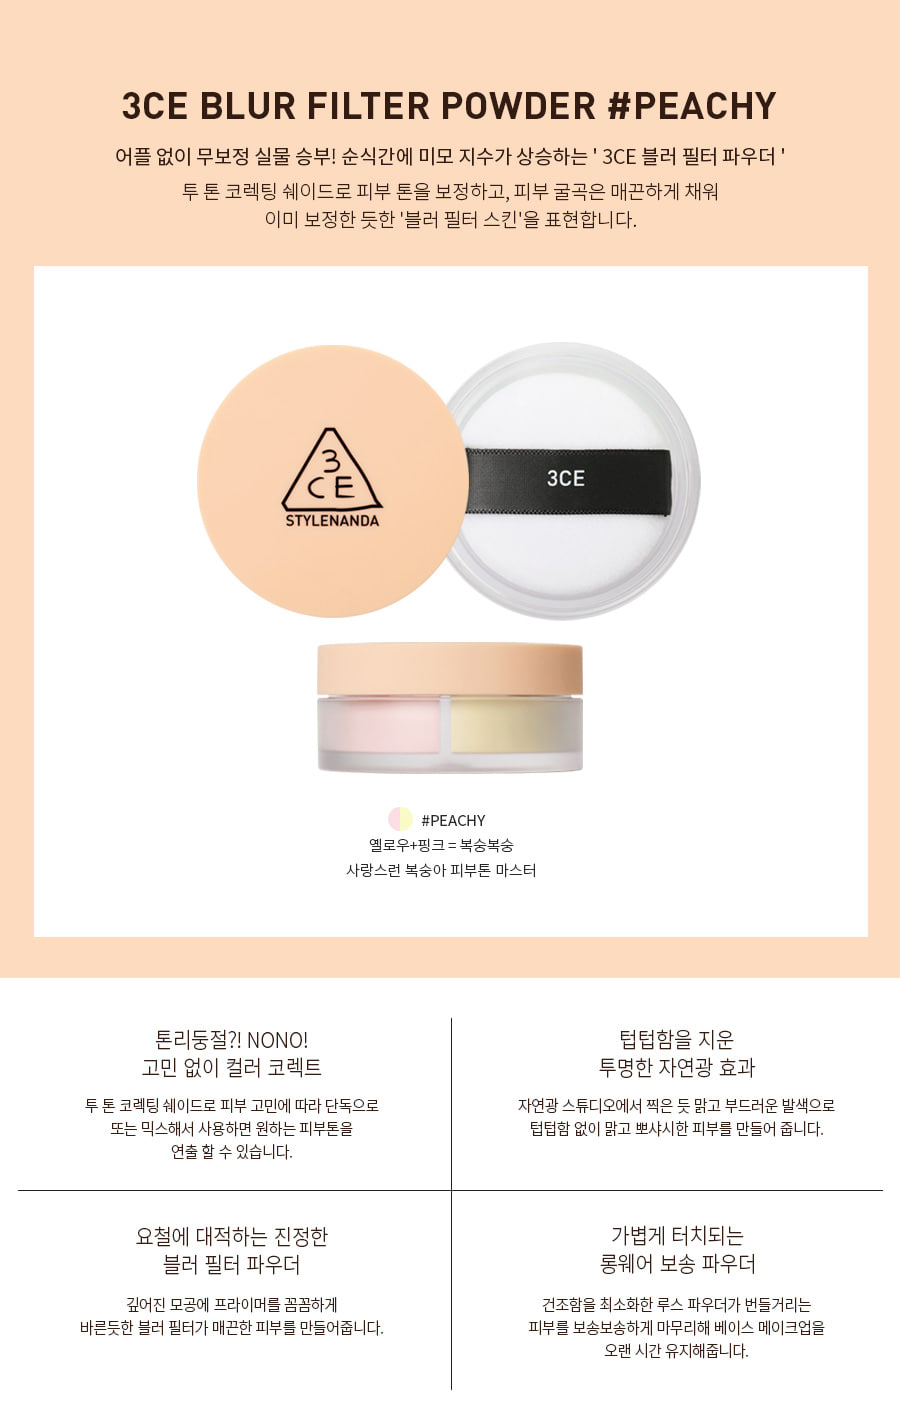 3CE BLUR FILTER POWDER #PEACHY
어플 없이 무보정 실물 승부! 순식간에 미모 지수가 상승하는 ' 3CE 블러 필터 파우더 '
투 톤 코렉팅 쉐이드로 피부 톤을 보정하고, 피부 굴곡은 매끈하게 채워
이미 보정한 듯한 '블러 필터 스킨'을 표현합니다.
3
CE
STYLENANDA
3CE
#PEACHY
옐로우+핑크 = 복숭복숭
사랑스런 복숭아 피부톤 마스터
톤리둥절?! NONO!
고민 없이 컬러 코렉트
투 톤 코렉팅 쉐이드로 피부 고민에 따라 단독으로
또는 믹스해서 사용하면 원하는 피부톤을
연출 할 수 있습니다.
텁텁함을 지운
투명한 자연광 효과
자연광 스튜디오에서 찍은 듯 맑고 부드러운 발색으로
텁텁함 없이 맑고 뽀샤시한 피부를 만들어 줍니다.
요철에 대적하는 진정한
블러 필터 파우더
깊어진 모공에 프라이머를 꼼꼼하게
바른듯한 블러 필터가 매끈한 피부를 만들어줍니다.
가볍게 터치되는
롱웨어 보송 파우더
건조함을 최소화한 루스 파우더가 번들거리는
피부를 보송보송하게 마무리해 베이스 메이크업을
오랜 시간 유지해줍니다.